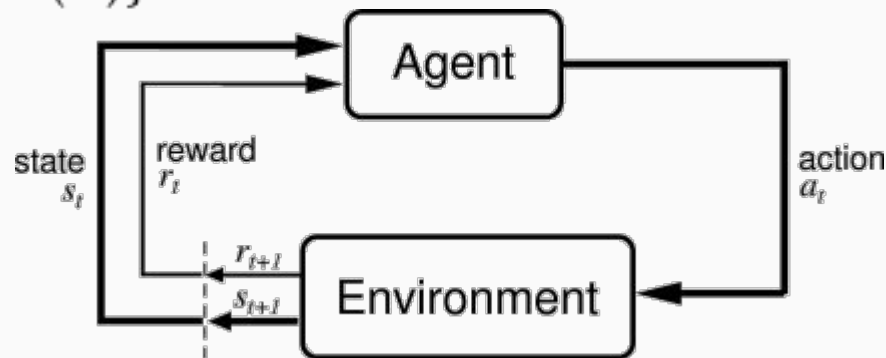 Agent
state
s_t
reward
r_t
action
a_t
r_{t+1}
s_{t+1}
Environment